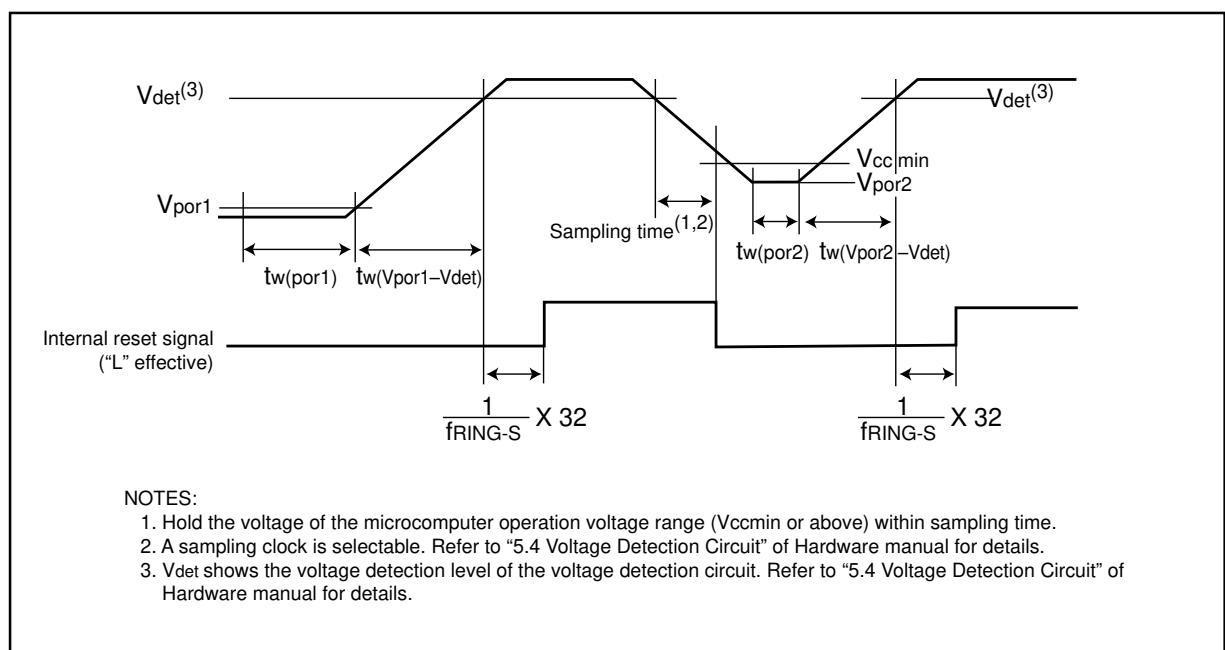 Vdet(3)
Vdet(3)
Vcc min
Vpor2
Vpor1
Sampling time(1,2)
tw(por1)
tw(Vpor1–Vdet)
tw(por2)
tw(Vpor2 –Vdet)
Internal reset signal
(“L” effective)
1
fRING-S
X 32
1
fRING-S
X 32
NOTES:
1. Hold the voltage of the microcomputer operation voltage range (Vccmin or above) within sampling time.
2. A sampling clock is selectable. Refer to “5.4 Voltage Detection Circuit” of Hardware manual for details.
3. Vdet shows the voltage detection level of the voltage detection circuit. Refer to “5.4 Voltage Detection Circuit” of
Hardware manual for details.